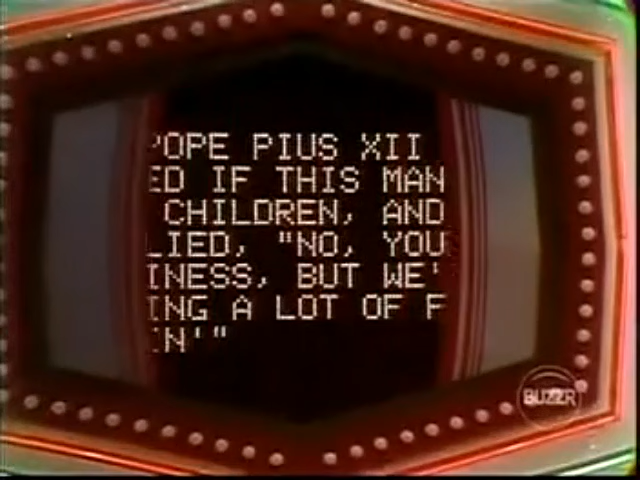 POPE PIUS XII
ED IF THIS MAN
CHILDREN, AND
LIED, "NO, YOU
INESS, BUT WE'
ING A LOT OF F
IN'"
BUZZR